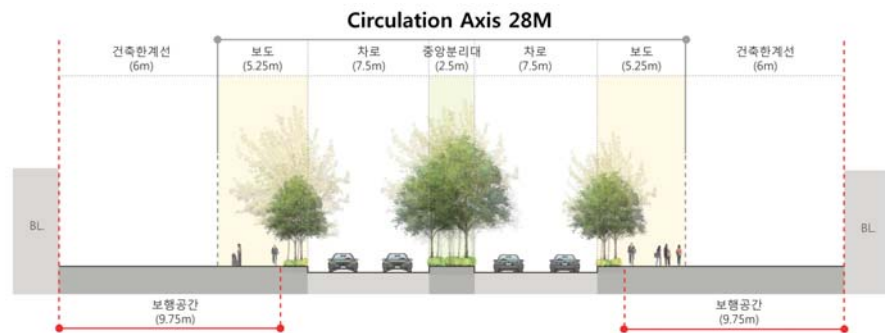 Circulation Axis 28M
건축한계선 보도 차로 중앙분리대 차로 보도 건축한계선
(6m) (5.25m) (7.5m) (2.5m) (7.5m) (5.25m) (6m)
BL. BL.
보행공간 보행공간
(9.75m) (9.75m)